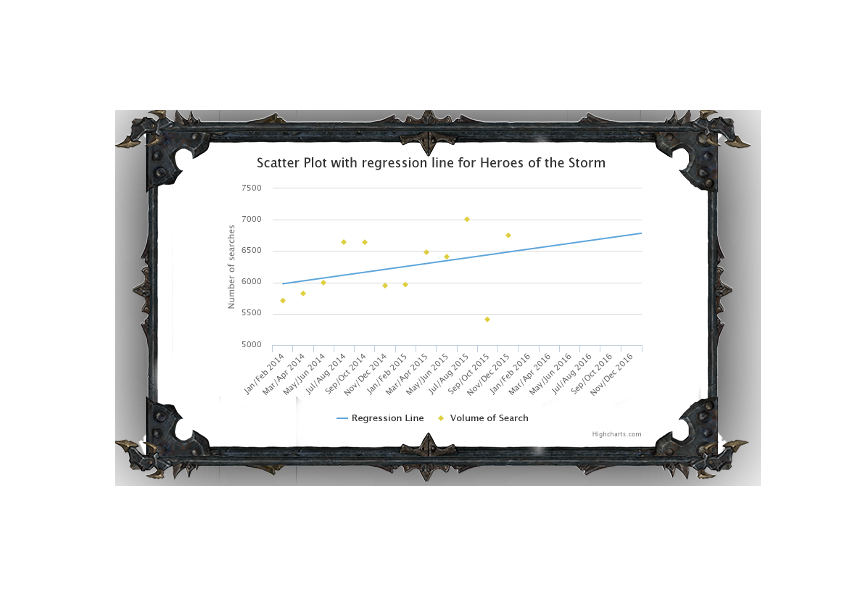 Scatter Plot with regression line for Heroes of the Storm
7500
7000
6500
6000
5500
5000
Number of searches
Jan/Feb 2014
Mar/Apr 2014
May/Jun 2014
Jul/Aug 2014
Sep/Oct 2014
Nov/Dec 2014
Jan/Feb 2015
Mar/Apr 2015
May/Jun 2015
Jul/Aug 2015
Sep/Oct 2015
Nov/Dec 2015
Jan/Feb 2016
Mar/Apr 2016
May/Jun 2016
Jul/Aug 2016
Sep/Oct 2016
Nov/Dec 2016
Regression Line
Volume of Search
Highcharts.com